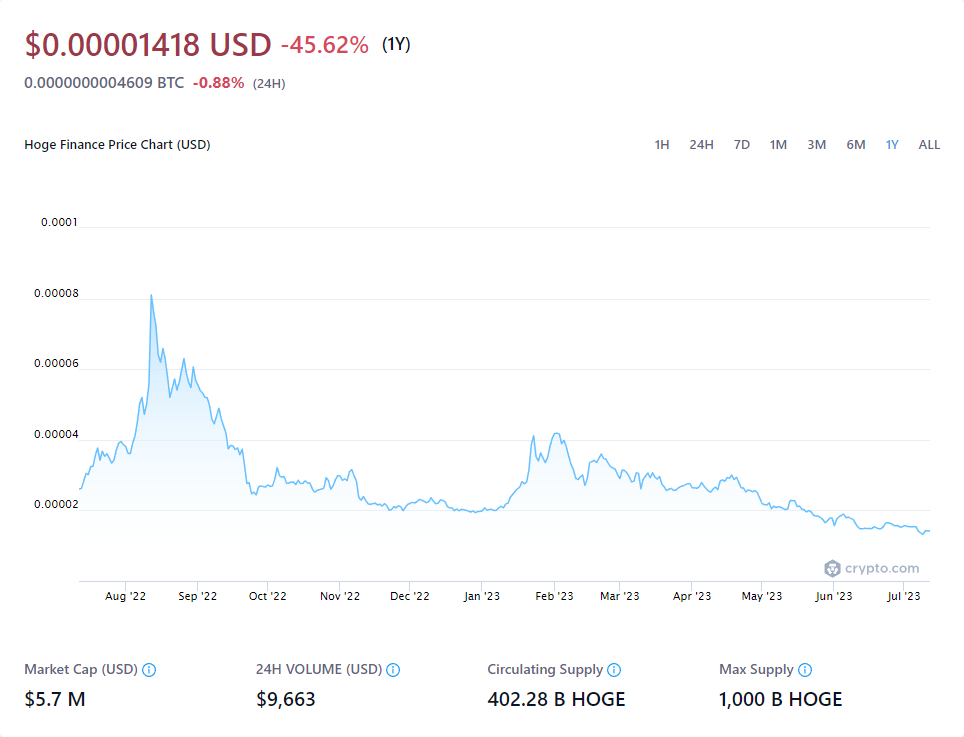 $0.00001418 USD -45.62% (1Y)
0.0000000004609 BTC -0.88% (24H)
Hoge Finance Price Chart (USD) 1H 24H 7D 1M 3M 6M 1Y ALL
0.0001
0.00008
0.00006
0.00004
0.00002
crypto.com
Aug '22 Sep '22 Oct '22 Nov '22 Dec '22 Jan '23 Feb '23 Mar '23 Apr '23 May '23 Jun '23 Jul '23
Market Cap (USD) 24H VOLUME (USD) Circulating Supply Max Supply
$5.7 M $9,663 402.28 B HOGE 1,000 B HOGE